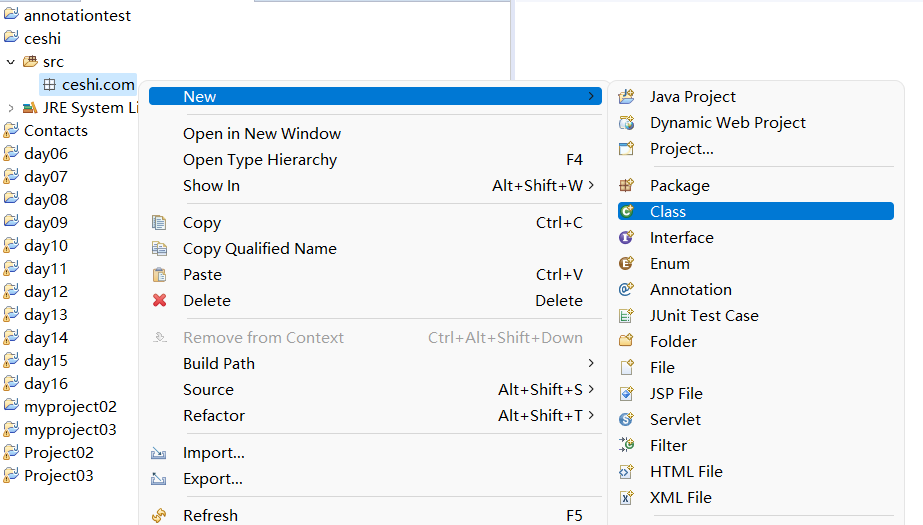 annotationtest
ceshi
src
ceshi.com
JRE System Li
Contacts
day06
day07
day08
day09
day10
day11
day12
day13
day14
day15
day16
myproject02
myproject03
Project02
Project03
New
Open in New Window
Open Type Hierarchy F4
Show In Alt+Shift+W
Copy Ctrl+C
Copy Qualified Name
Paste Ctrl+V
Delete Delete
Remove from Context Ctrl+Alt+Shift+Down
Build Path
Source Alt+Shift+S
Refactor Alt+Shift+T
Import...
Export...
Refresh F5
Java Project
Dynamic Web Project
Project...
Package
Class
Interface
Enum
Annotation
JUnit Test Case
Folder
File
JSP File
Servlet
Filter
HTML File
XML File